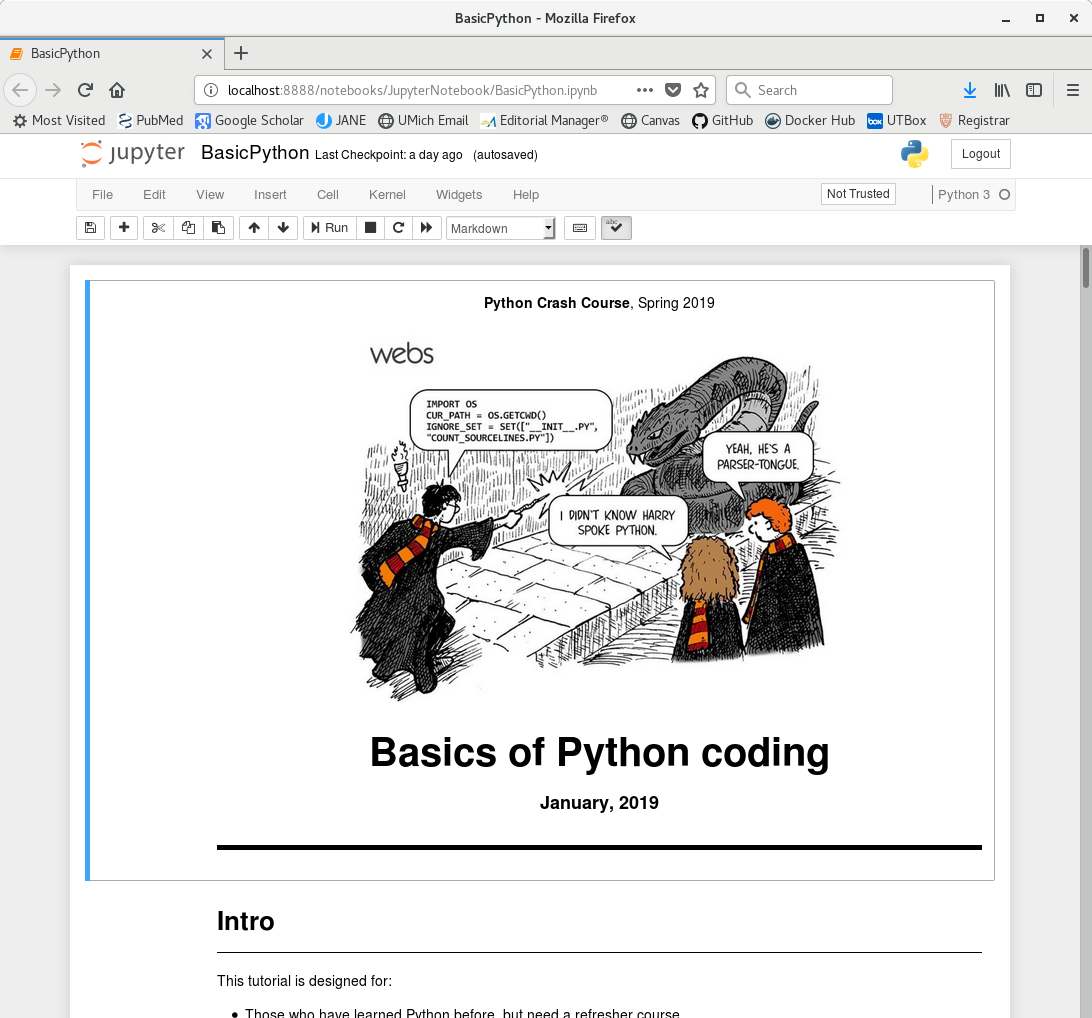 BasicPython - Mozilla Firefox
BasicPython
localhost:8888/notebooks/JupyterNotebook/BasicPython.ipynb
Search
Most Visited PubMed Google Scholar JANE UMich Email Editorial Manager® Canvas GitHub Docker Hub UTBox Registrar
jupyter BasicPython Last Checkpoint: a day ago (autosaved)
Logout
File Edit View Insert Cell Kernel Widgets Help Not Trusted Python 3
Run Markdown abc
Python Crash Course, Spring 2019
webs
IMPORT OS
CUR_PATH = OS.GETCWD()
IGNORE_SET = SET(["__INIT__.PY",
"COUNT_SOURCELINES.PY"])
YEAH, HE'S A
PARSER-TONGUE.
I DIDN'T KNOW HARRY
SPOKE PYTHON.
Basics of Python coding
January, 2019
Intro
This tutorial is designed for:
• Those who have learned Python before, but need a refresher course